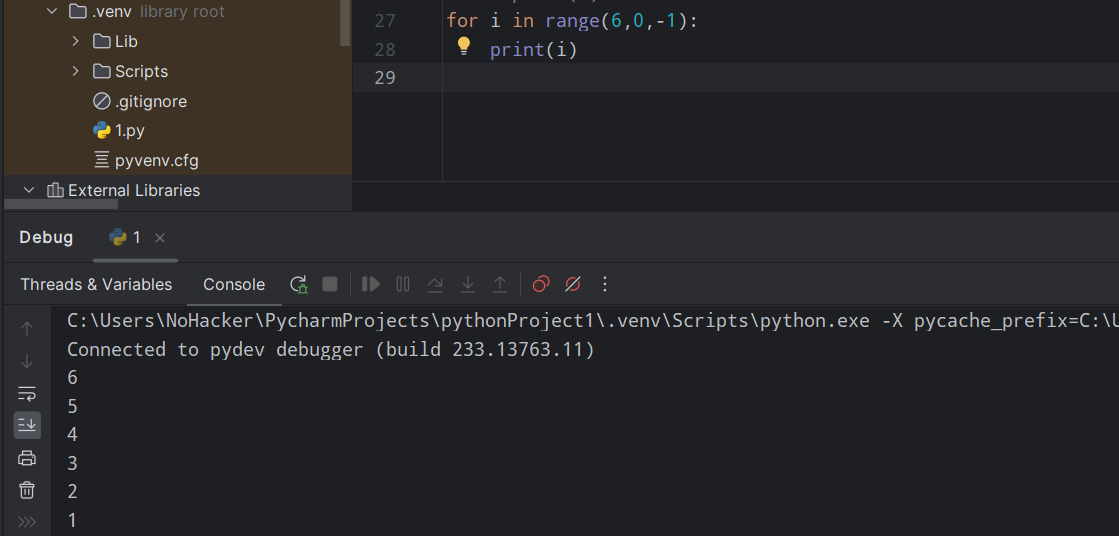 .venv library root
Lib
Scripts
.gitignore
1.py
pyvenv.cfg
External Libraries
27 for i in range(6,0,-1):
28     print(i)
29
Debug 1
Threads & Variables Console
C:\Users\NoHacker\PycharmProjects\pythonProject1\.venv\Scripts\python.exe -X pycache_prefix=C:\U
Connected to pydev debugger (build 233.13763.11)
6
5
4
3
2
1